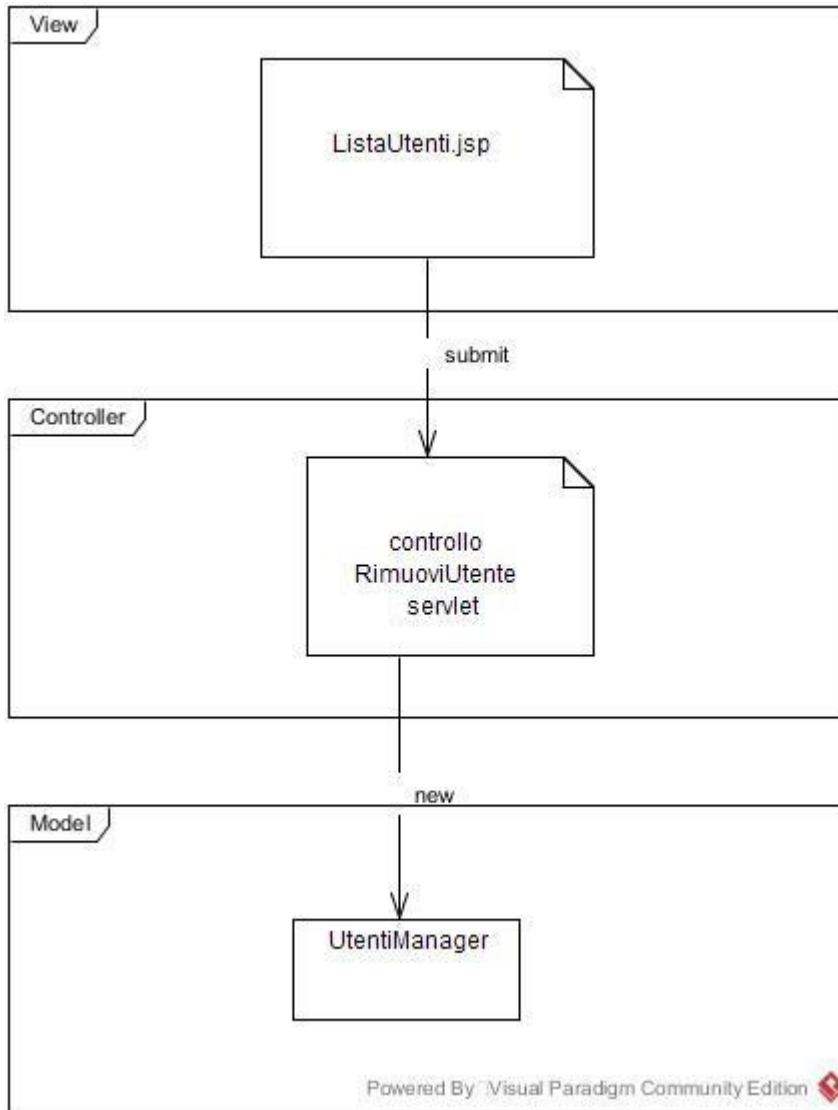 View
ListaUtenti.jsp
submit
Controller
controllo
RimuoviUtente
servlet
new
Model
UtentiManager
Powered By Visual Paradigm Community Edition